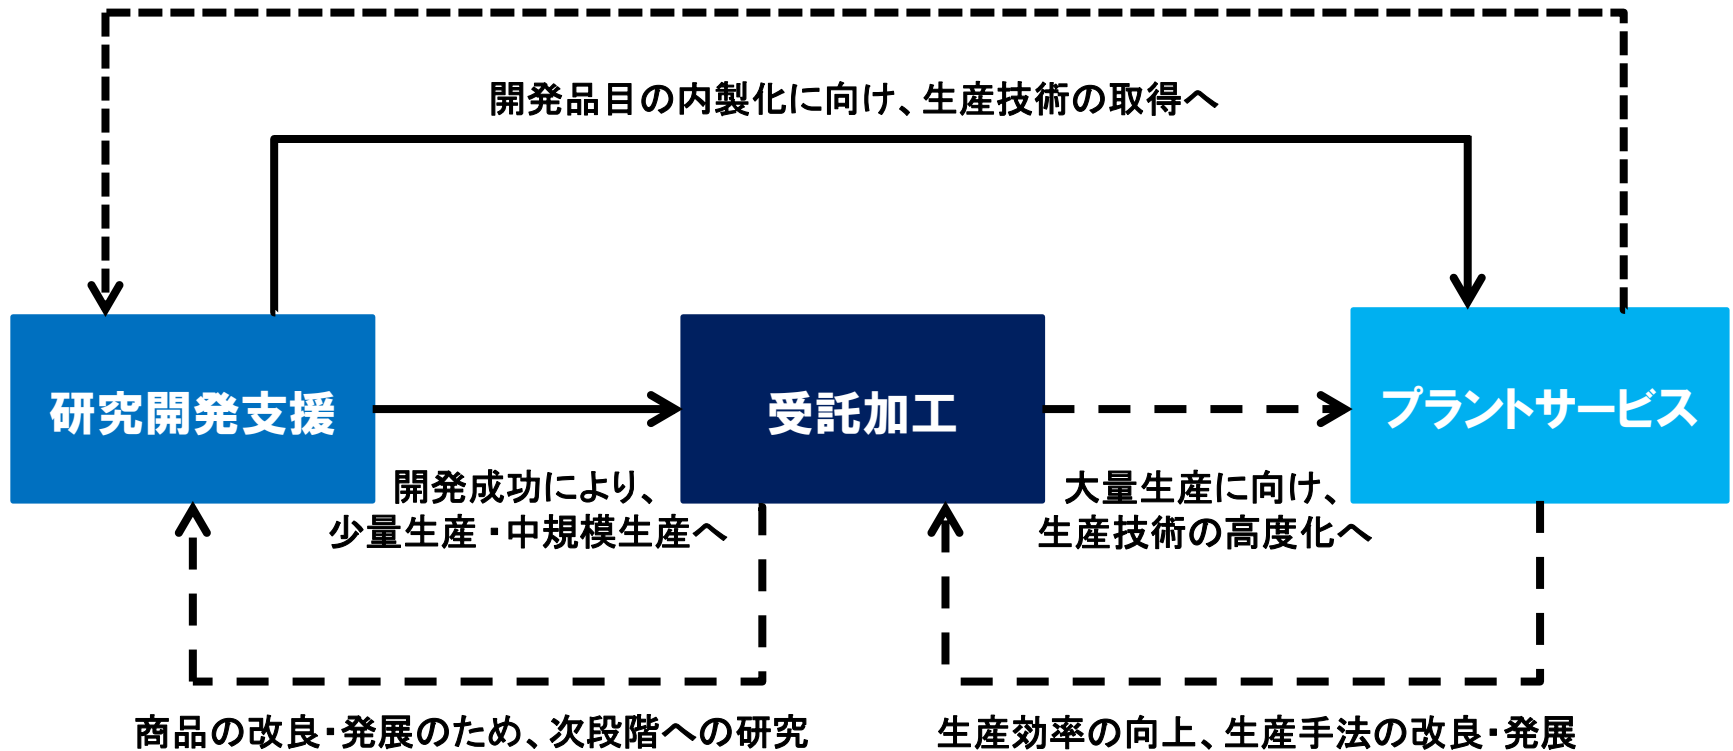 開発品目の内製化に向け、生産技術の取得へ
研究開発支援
受託加工
プラントサービス
開発成功により、
少量生産・中規模生産へ
大量生産に向け、
生産技術の高度化へ
商品の改良・発展のため、次段階への研究
生産効率の向上、生産手法の改良・発展